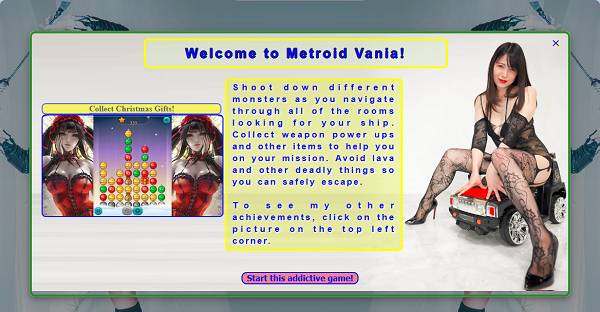 Welcome to Metroid Vania!
×
Collect Christmas Gifts!
Shoot down different
monsters as you navigate
through all of the rooms
looking for your ship.
Collect weapon power ups
and other items to help you
on your mission. Avoid lava
and other deadly things so
you can safely escape.
To see my other
achievements, click on the
picture on the top left
corner.
Start this addictive game!